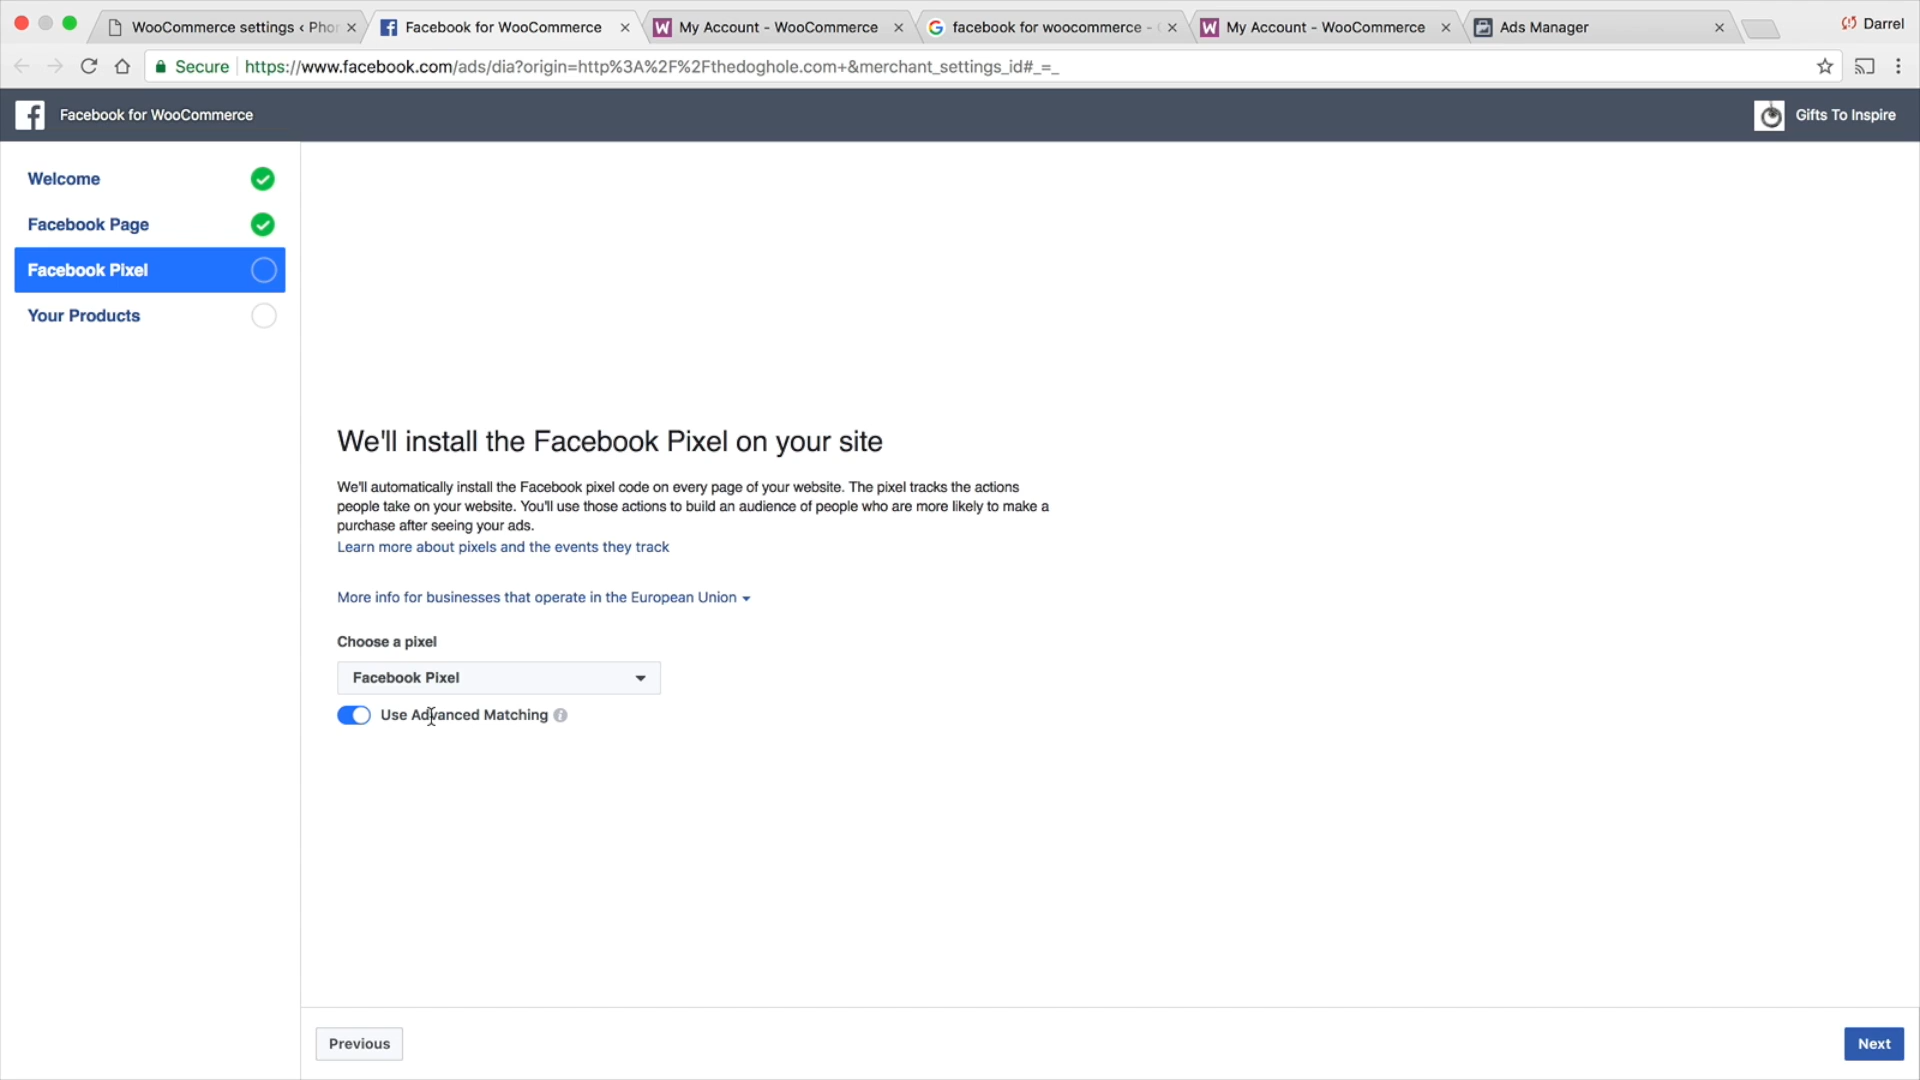 WooCommerce settings ‹ Pho
Facebook for WooCommerce
My Account - WooCommerce
facebook for woocommerce -
My Account - WooCommerce
Ads Manager
Darrel
Secure
https://www.facebook.com/ads/dia?origin=http%3A%2F%2Fthedoghole.com+&merchant_settings_id#_=_
Facebook for WooCommerce
Gifts To Inspire
Welcome
Facebook Page
Facebook Pixel
Your Products
We'll install the Facebook Pixel on your site
We'll automatically install the Facebook pixel code on every page of your website. The pixel tracks the actions
people take on your website. You'll use those actions to build an audience of people who are more likely to make a
purchase after seeing your ads.
Learn more about pixels and the events they track
More info for businesses that operate in the European Union
Choose a pixel
Facebook Pixel
Use Advanced Matching
Previous
Next